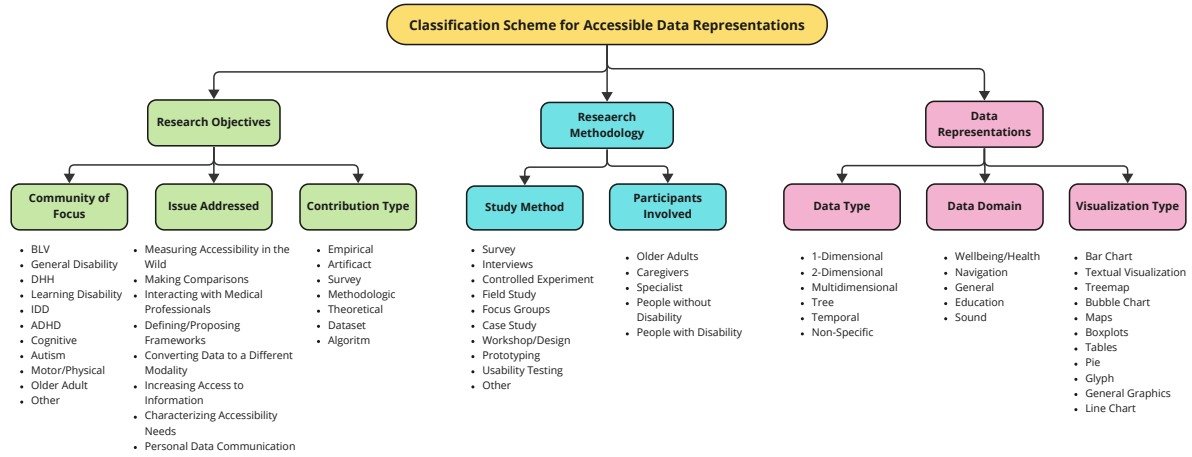 Classification Scheme for Accessible Data Representations
Research Objectives
Reseaerch
Methodology
Data
Representations
Community of
Focus
Issue Addressed
Contribution Type
Study Method
Participants
Involved
Data Type
Data Domain
Visualization Type
• BLV
• General Disability
• DHH
• Learning Disability
• IDD
• ADHD
• Cognitive
• Autism
• Motor/Physical
• Older Adult
• Other
• Measuring Accessibility in the
Wild
• Making Comparisons
• Interacting with Medical
Professionals
• Defining/Proposing
Frameworks
• Converting Data to a Different
Modality
• Increasing Access to
Information
• Characterizing Accessibility
Needs
• Personal Data Communication
• Empirical
• Artificact
• Survey
• Methodologic
• Theoretical
• Dataset
• Algoritm
• Survey
• Interviews
• Controlled Experiment
• Field Study
• Focus Groups
• Case Study
• Workshop/Design
• Prototyping
• Usability Testing
• Other
• Older Adults
• Caregivers
• Specialist
• People without
Disability
• People with Disability
• 1-Dimensional
• 2-Dimensional
• Multidimensional
• Tree
• Temporal
• Non-Specific
• Wellbeing/Health
• Navigation
• General
• Education
• Sound
• Bar Chart
• Textual Visualization
• Treemap
• Bubble Chart
• Maps
• Boxplots
• Tables
• Pie
• Glyph
• General Graphics
• Line Chart